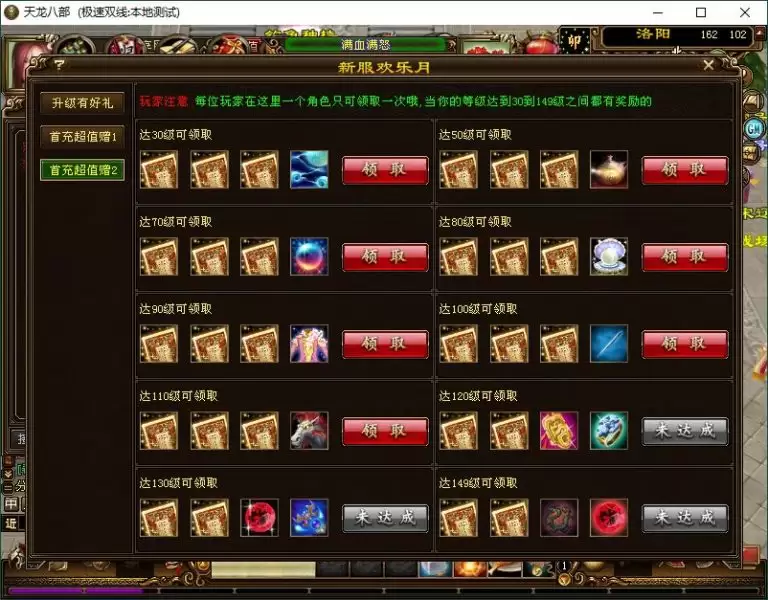 天龙八部 (极速双线:本地测试)
满血满怒
卯
洛阳
162 102
?
新服欢乐月
升级有好礼
首充超值赠1
首充超值赠2
玩家注意 每位玩家在这里一个角色只可领取一次哦,当你的等级达到30到149级之间都有奖励的
达30级可领取
领取
达50级可领取
领取
达70级可领取
领取
达80级可领取
领取
达90级可领取
领取
达100级可领取
领取
达110级可领取
领取
达120级可领取
未达成
达130级可领取
未达成
达149级可领取
未达成
GM
近
1